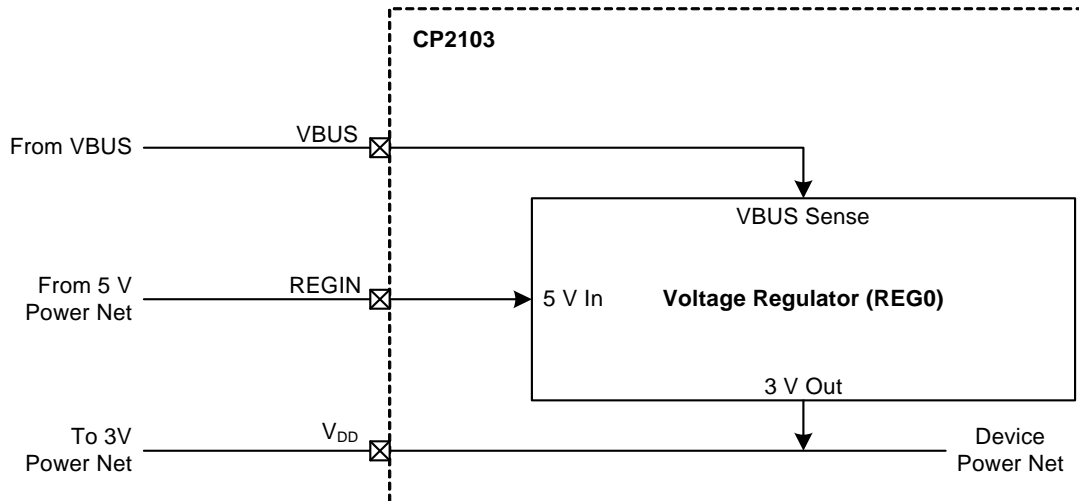 CP2103
From VBUS
VBUS
VBUS Sense
From 5 V
Power Net
REGIN
5 V In
Voltage Regulator (REG0)
3 V Out
To 3V
Power Net
VDD
Device
Power Net